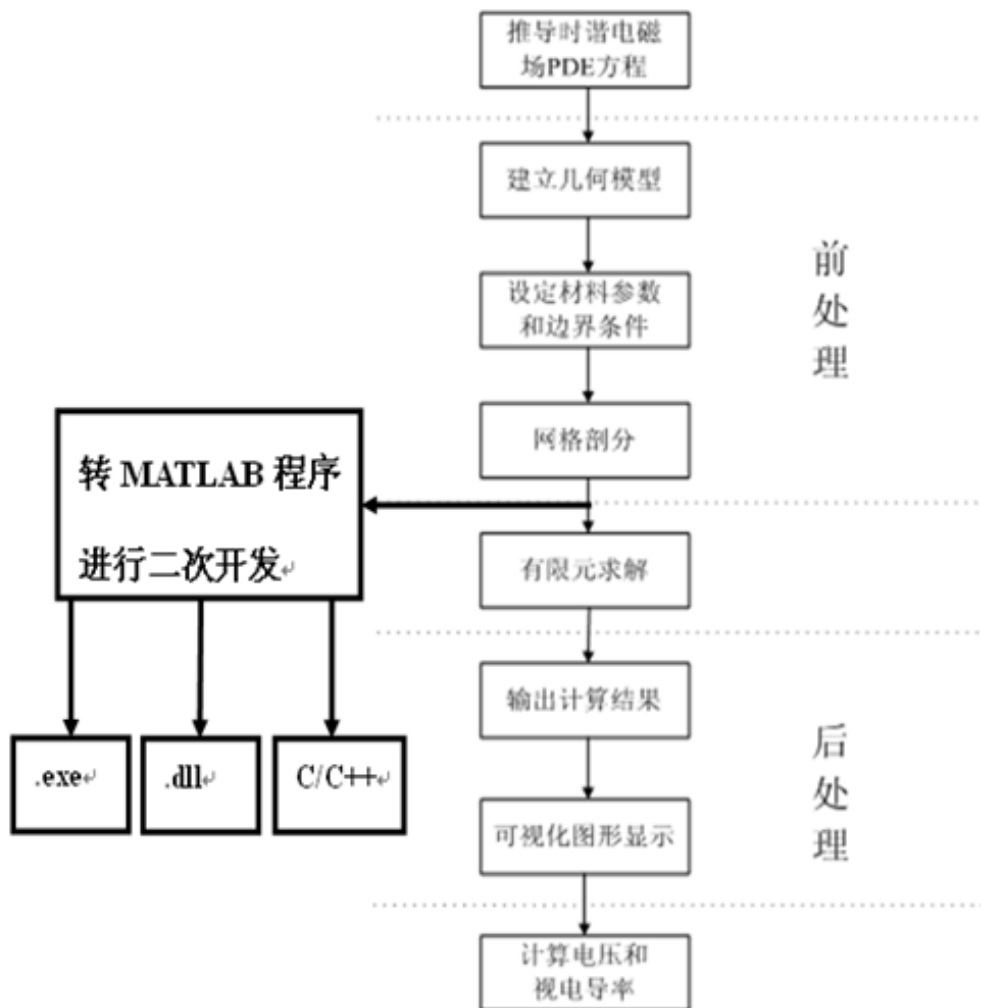 推导时谐电磁
场PDE方程
建立几何模型
设定材料参数
和边界条件
网格剖分
前
处
理
转 MATLAB 程序
进行二次开发↵
有限元求解
输出计算结果
.exe↵
.dll↵
C/C++↵
可视化图形显示
后
处
理
计算电压和
视电导率